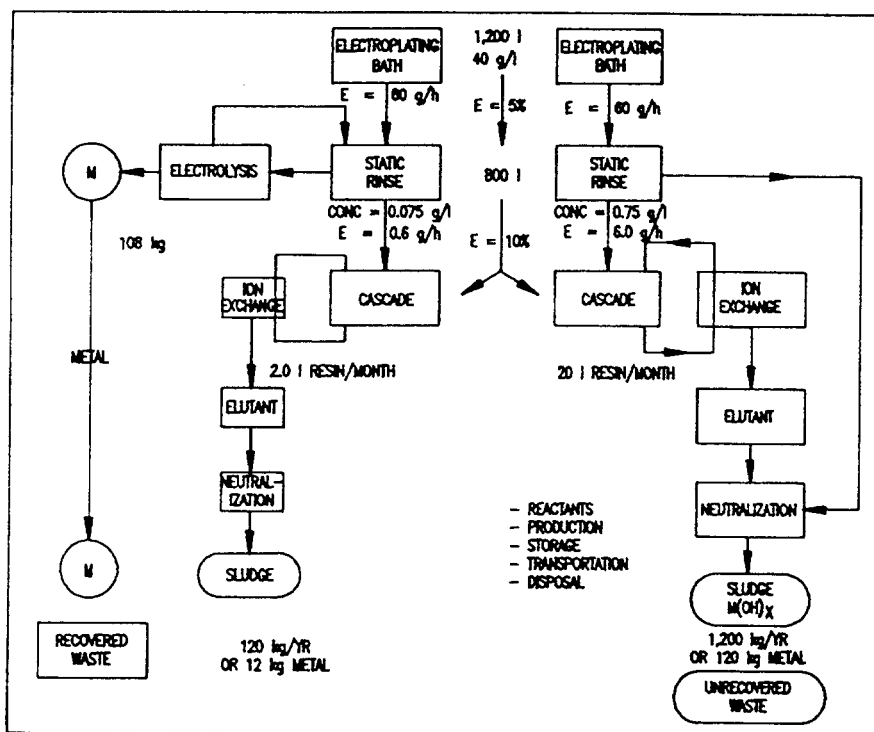 ELECTROPLATING
BATH
1,200 l
40 g/l
ELECTROPLATING
BATH
E = 60 g/h
E = 5%
E = 60 g/h
M
ELECTROLYSIS
STATIC
RINSE
800 l
STATIC
RINSE
CONC = 0.075 g/l
E = 0.6 g/h
CONC = 0.75 g/l
E = 6.0 g/h
108 kg
E = 10%
ION
EXCHANGE
CASCADE
CASCADE
ION
EXCHANGE
METAL
2.0 l RESIN/MONTH
20 l RESIN/MONTH
ELUTANT
ELUTANT
NEUTRAL-
IZATION
NEUTRALIZATION
- REACTANTS
- PRODUCTION
- STORAGE
- TRANSPORTATION
- DISPOSAL
M
SLUDGE
SLUDGE
M(OH)X
RECOVERED
WASTE
120 kg/YR
OR 12 kg METAL
1,200 kg/YR
OR 120 kg METAL
UNRECOVERED
WASTE